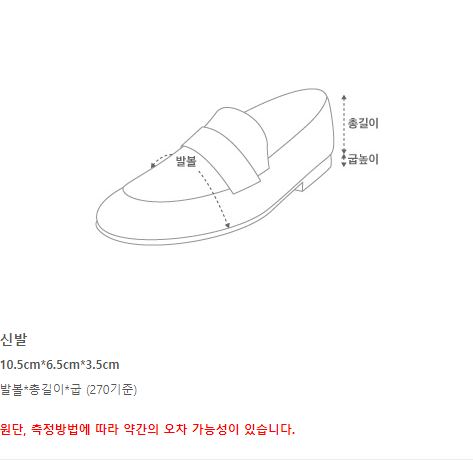 총길이
굽높이
발볼
신발
10.5cm*6.5cm*3.5cm
발볼*총길이*굽 (270기준)
원단, 측정방법에 따라 약간의 오차 가능성이 있습니다.